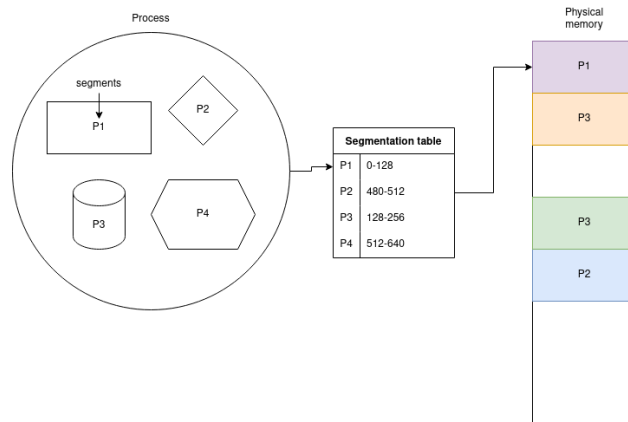 Process
segments
P1
P2
P3
P4
Segmentation table
P1 0-128
P2 480-512
P3 128-256
P4 512-640
Physical
memory
P1
P3
P3
P2